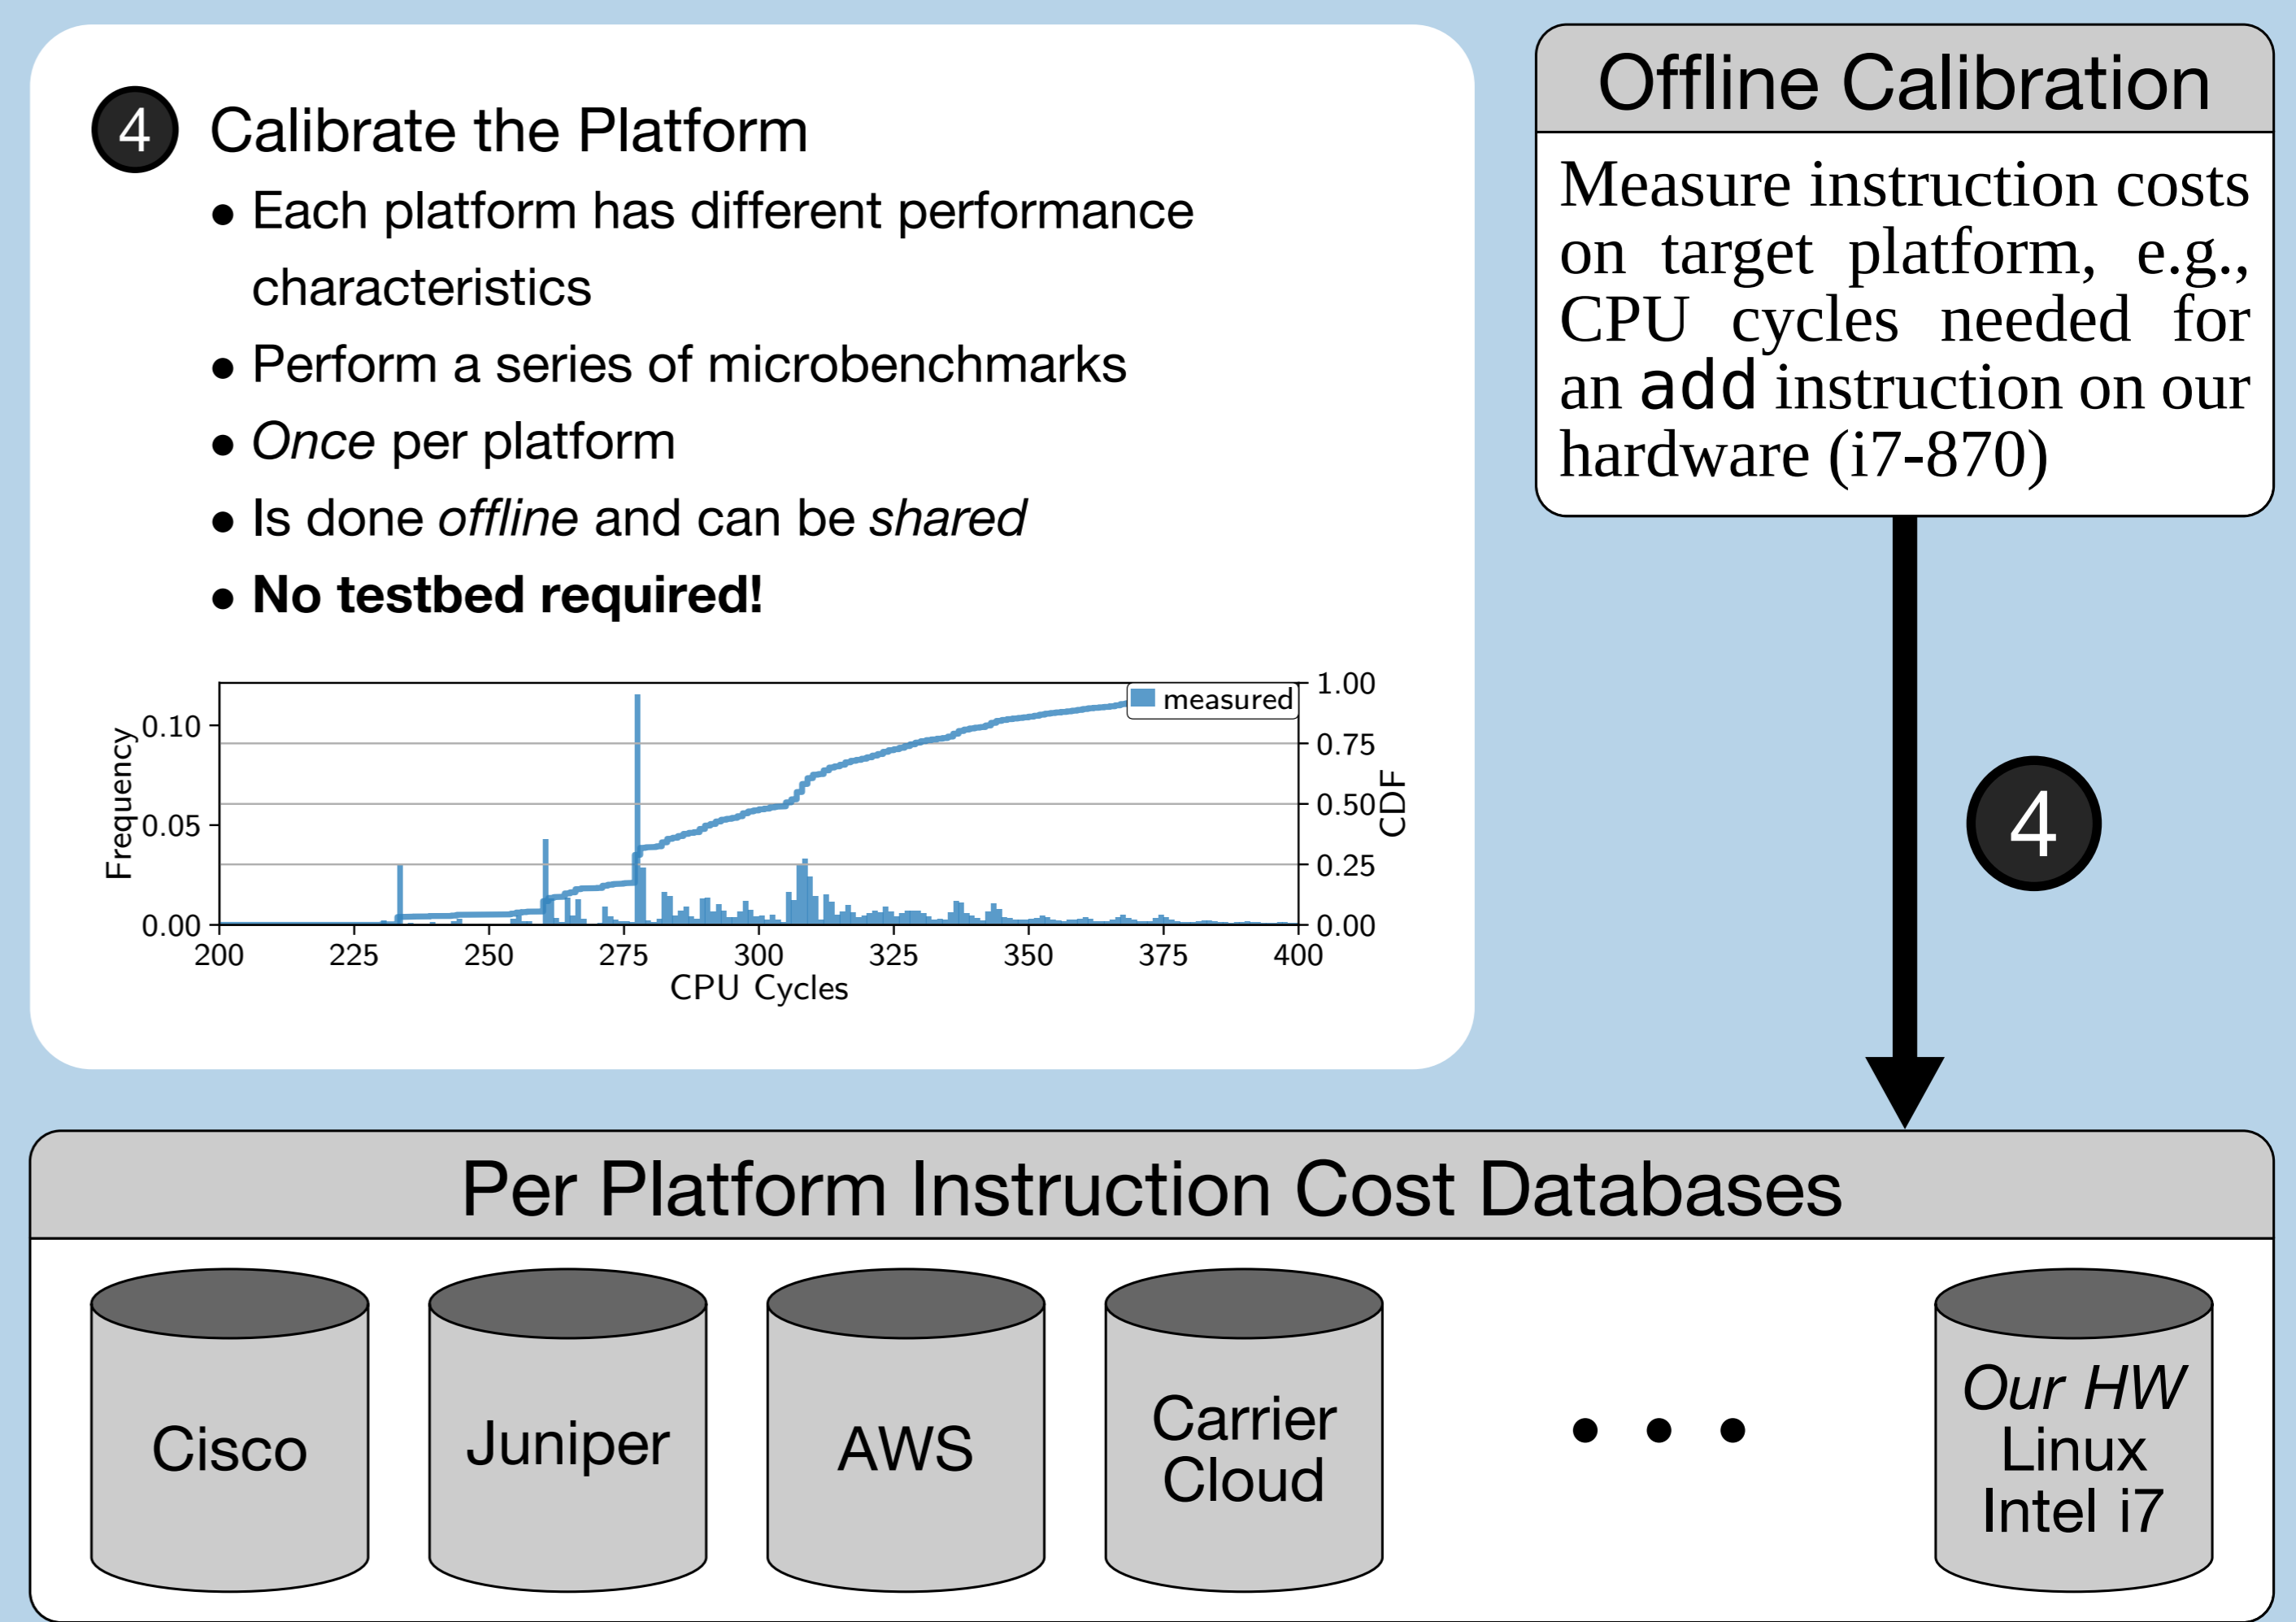 4 Calibrate the Platform
• Each platform has different performance
characteristics
• Perform a series of microbenchmarks
• Once per platform
• Is done offline and can be shared
• No testbed required!
measured
Frequency
0.10
0.05
0.00
1.00
0.75
0.50
0.25
0.00
CDF
200 225 250 275 300 325 350 375 400
CPU Cycles
Offline Calibration
Measure instruction costs
on target platform, e.g.,
CPU cycles needed for
an add instruction on our
hardware (i7-870)
4
Per Platform Instruction Cost Databases
Cisco
Juniper
AWS
Carrier
Cloud
• • •
Our HW
Linux
Intel i7